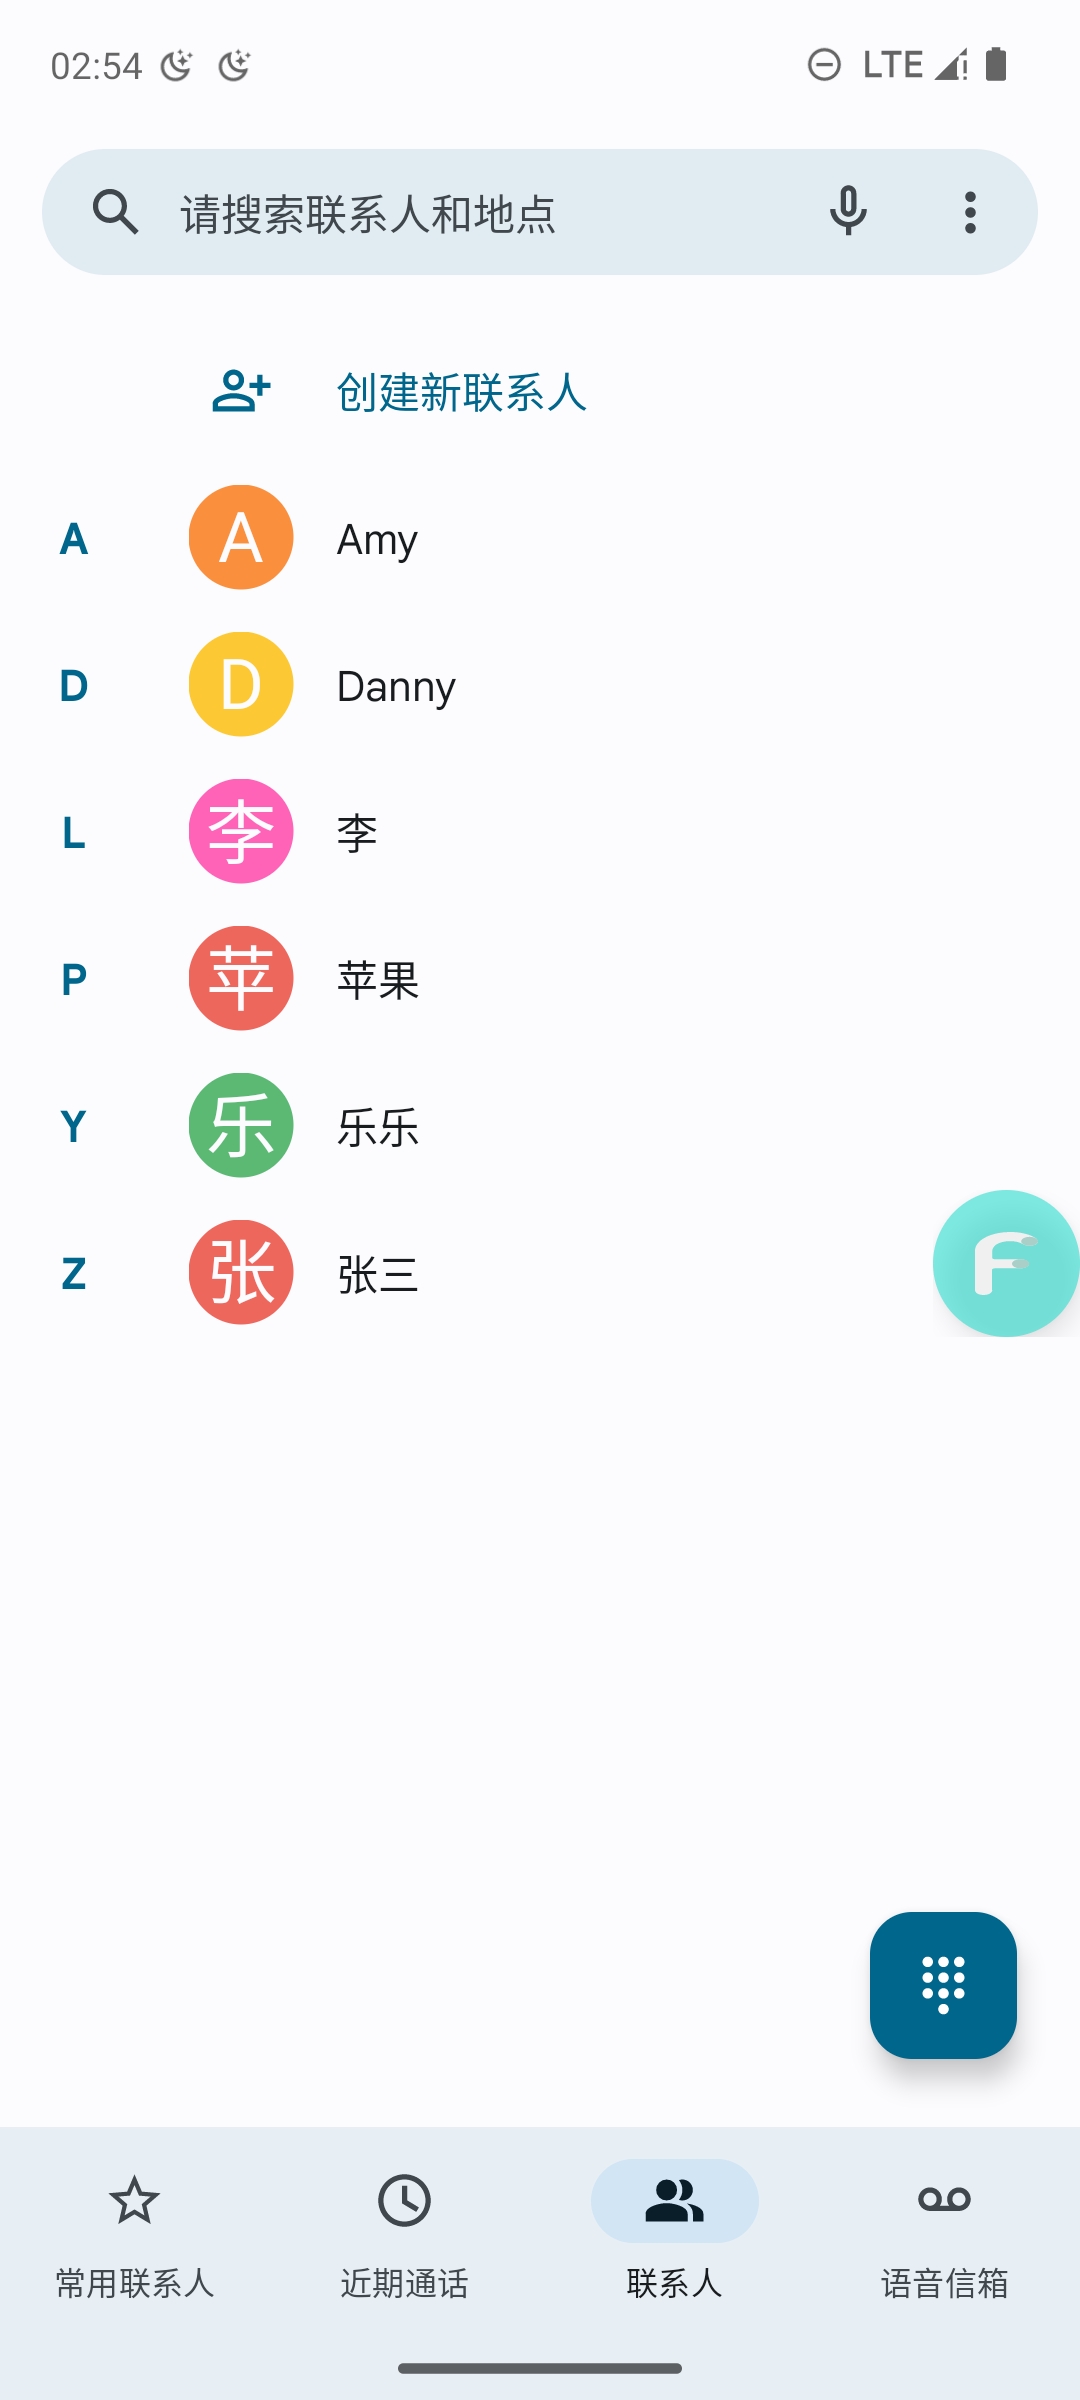 02:54 LTE
请搜索联系人和地点
创建新联系人
A A Amy
D D Danny
L 李 李
P 苹 苹果
Y 乐 乐乐
Z 张 张三
F
常用联系人 近期通话 联系人 语音信箱